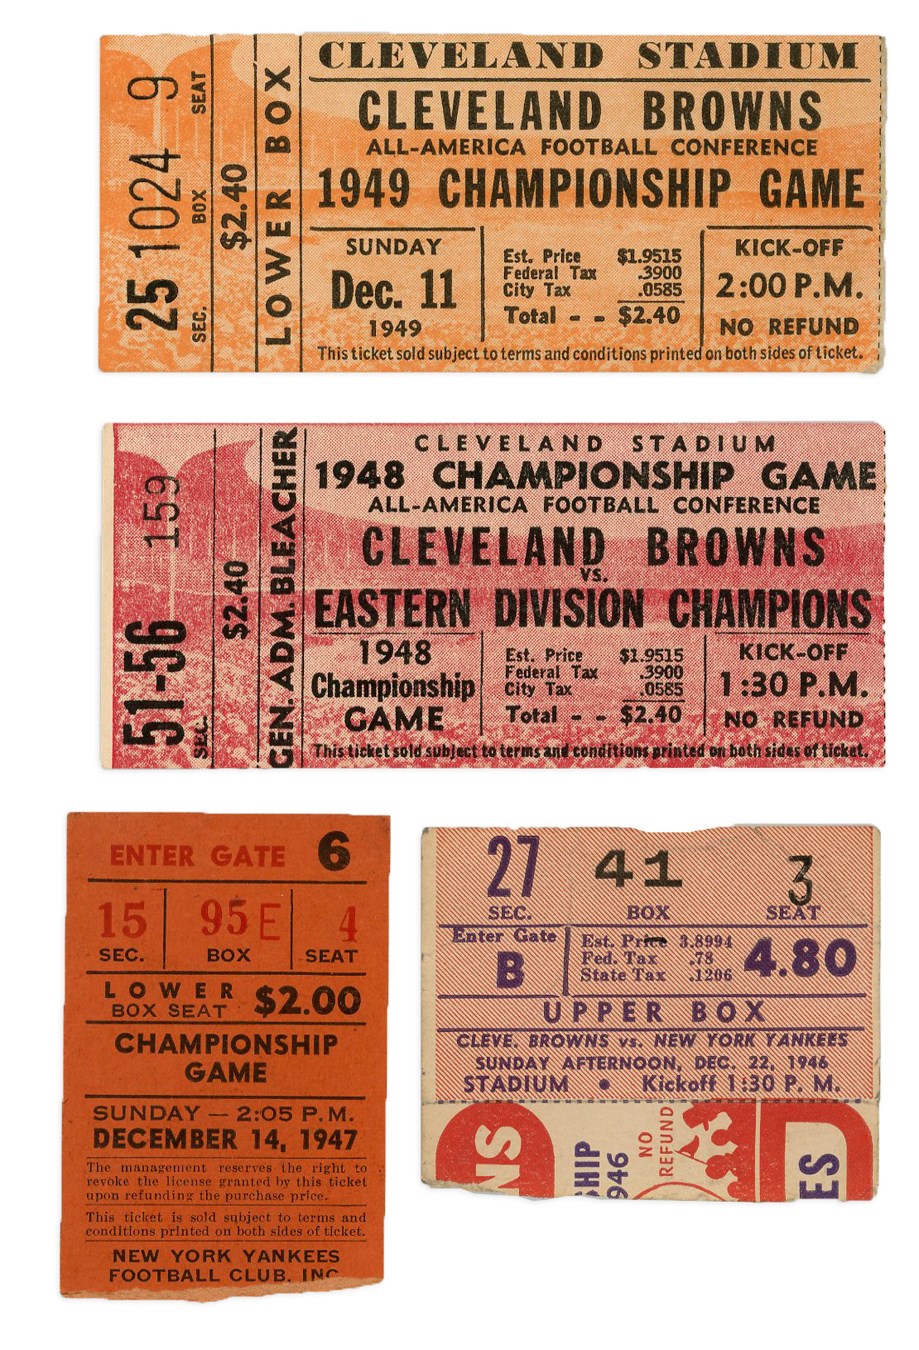 25 1024 9
SEC. BOX SEAT
$2.40
LOWER BOX
CLEVELAND STADIUM
CLEVELAND BROWNS
ALL-AMERICA FOOTBALL CONFERENCE
1949 CHAMPIONSHIP GAME
SUNDAY
Dec. 11
1949
Est. Price $1.9515
Federal Tax .3900
City Tax .0585
Total - - $2.40
KICK-OFF
2:00 P.M.
NO REFUND
This ticket sold subject to terms and conditions printed on both sides of ticket.
51-56 159
SEC.
$2.40
GEN. ADM. BLEACHER
CLEVELAND STADIUM
1948 CHAMPIONSHIP GAME
ALL-AMERICA FOOTBALL CONFERENCE
CLEVELAND BROWNS
VS.
EASTERN DIVISION CHAMPIONS
1948
Championship
GAME
Est. Price $1.9515
Federal Tax .3900
City Tax .0585
Total - - $2.40
KICK-OFF
1:30 P.M.
NO REFUND
This ticket sold subject to terms and conditions printed on both sides of ticket.
ENTER GATE 6
15 95 E 4
SEC. BOX SEAT
LOWER
BOX SEAT $2.00
CHAMPIONSHIP
GAME
SUNDAY — 2:05 P.M.
DECEMBER 14, 1947
The management reserves the right to
revoke the license granted by this ticket
upon refunding the purchase price.
This ticket is sold subject to terms and
conditions printed on both sides of ticket.
NEW YORK YANKEES
FOOTBALL CLUB, INC.
27 41 3
SEC. BOX SEAT
Enter Gate
B
Est. Price 3.8994
Fed. Tax .78
State Tax .1206
4.80
UPPER BOX
CLEVE. BROWNS vs. NEW YORK YANKEES
SUNDAY AFTERNOON, DEC. 22, 1946
STADIUM • Kickoff 1:30 P. M.
NS
SHIP
946
NO
REFUND
ES